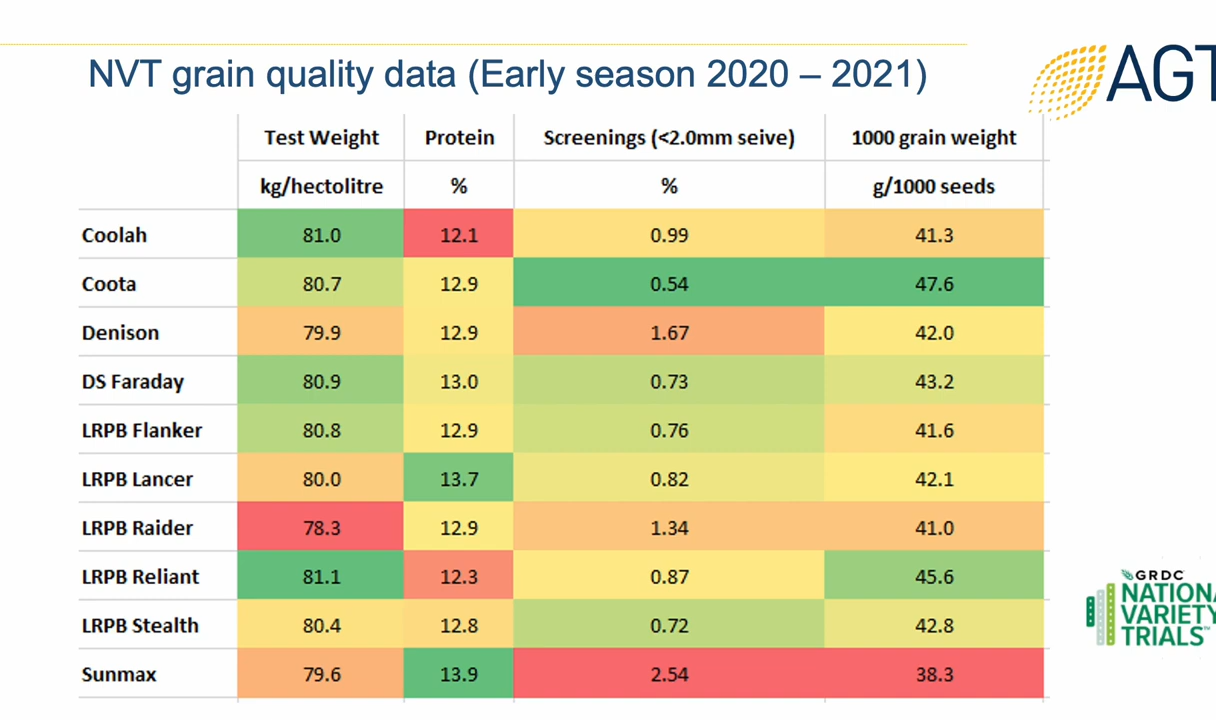 NVT grain quality data (Early season 2020 – 2021)
AGT
Test Weight Protein Screenings (<2.0mm seive) 1000 grain weight
kg/hectolitre % % g/1000 seeds
Coolah 81.0 12.1 0.99 41.3
Coota 80.7 12.9 0.54 47.6
Denison 79.9 12.9 1.67 42.0
DS Faraday 80.9 13.0 0.73 43.2
LRPB Flanker 80.8 12.9 0.76 41.6
LRPB Lancer 80.0 13.7 0.82 42.1
LRPB Raider 78.3 12.9 1.34 41.0
LRPB Reliant 81.1 12.3 0.87 45.6
LRPB Stealth 80.4 12.8 0.72 42.8
Sunmax 79.6 13.9 2.54 38.3
GRDC
NATIONA
VARIETY
TRIALS™